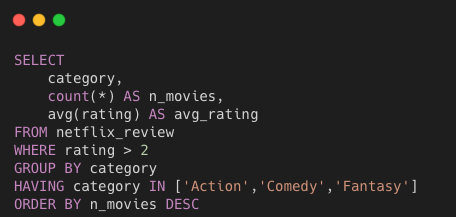 SELECT
    category,
    count(*) AS n_movies,
    avg(rating) AS avg_rating
FROM netflix_review
WHERE rating > 2
GROUP BY category
HAVING category IN ['Action','Comedy','Fantasy']
ORDER BY n_movies DESC